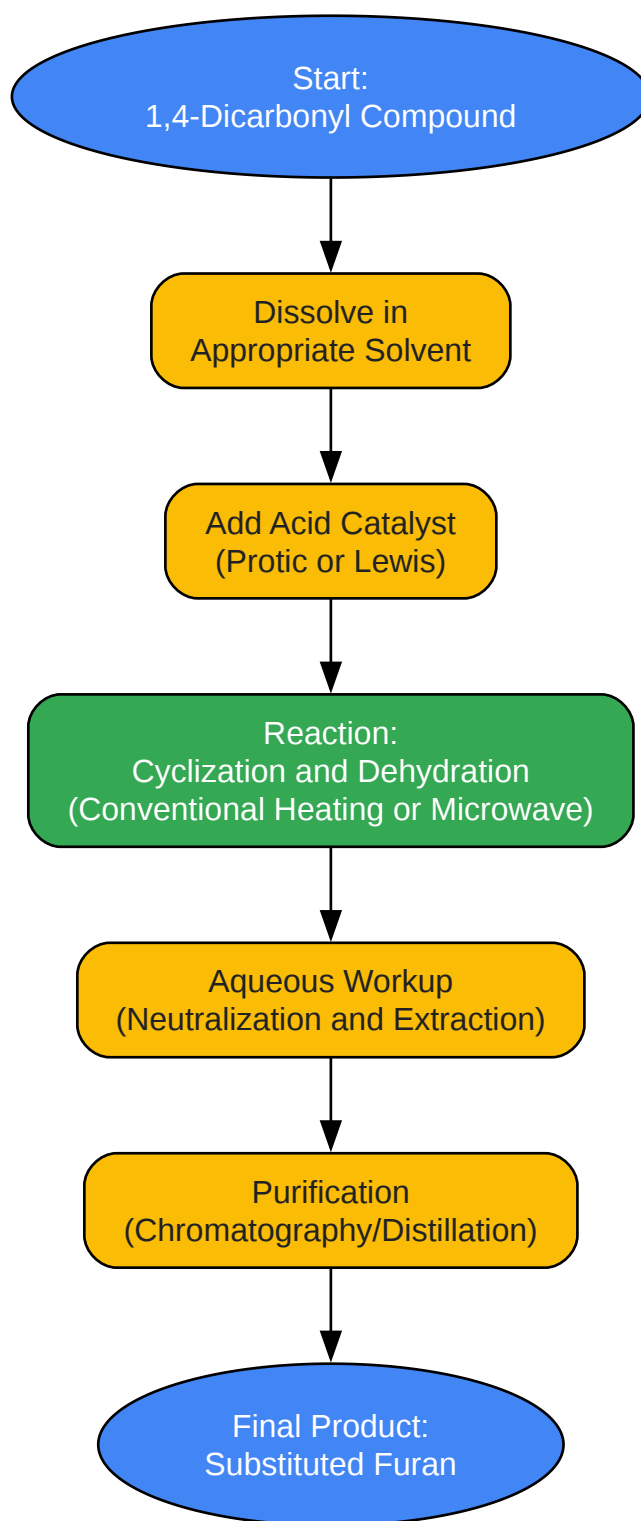 Start:
1,4-Dicarbonyl Compound
Dissolve in
Appropriate Solvent
Add Acid Catalyst
(Protic or Lewis)
Reaction:
Cyclization and Dehydration
(Conventional Heating or Microwave)
Aqueous Workup
(Neutralization and Extraction)
Purification
(Chromatography/Distillation)
Final Product:
Substituted Furan